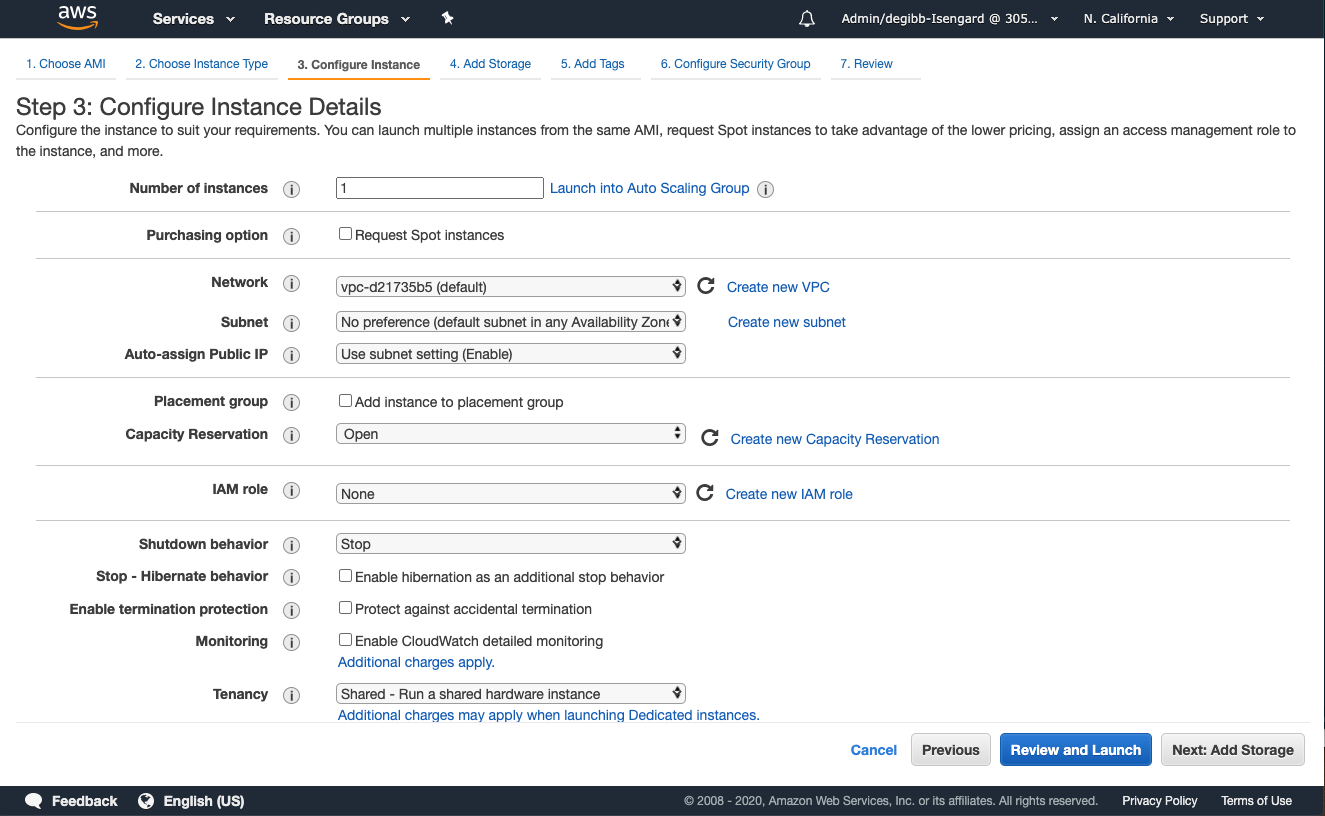 aws Services Resource Groups Admin/degibb-Isengard @ 305... N. California Support
1. Choose AMI 2. Choose Instance Type 3. Configure Instance 4. Add Storage 5. Add Tags 6. Configure Security Group 7. Review
Step 3: Configure Instance Details
Configure the instance to suit your requirements. You can launch multiple instances from the same AMI, request Spot instances to take advantage of the lower pricing, assign an access management role to
the instance, and more.
Number of instances i 1 Launch into Auto Scaling Group i
Purchasing option i Request Spot instances
Network i vpc-d21735b5 (default) Create new VPC
Subnet i No preference (default subnet in any Availability Zone Create new subnet
Auto-assign Public IP i Use subnet setting (Enable)
Placement group i Add instance to placement group
Capacity Reservation i Open Create new Capacity Reservation
IAM role i None Create new IAM role
Shutdown behavior i Stop
Stop - Hibernate behavior i Enable hibernation as an additional stop behavior
Enable termination protection i Protect against accidental termination
Monitoring i Enable CloudWatch detailed monitoring
Additional charges apply.
Tenancy i Shared - Run a shared hardware instance
Additional charges may apply when launching Dedicated instances.
Cancel Previous Review and Launch Next: Add Storage
Feedback English (US) © 2008 - 2020, Amazon Web Services, Inc. or its affiliates. All rights reserved. Privacy Policy Terms of Use